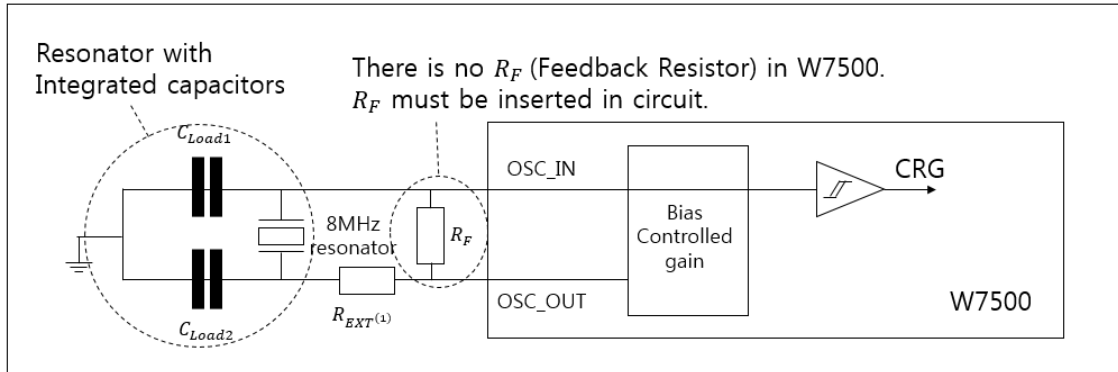 Resonator with
Integrated capacitors
There is no R_F (Feedback Resistor) in W7500.
R_F must be inserted in circuit.
C_Load1
OSC_IN
CRG
8MHz
resonator
R_F
Bias
Controlled
gain
OSC_OUT
W7500
C_Load2
R_EXT(1)